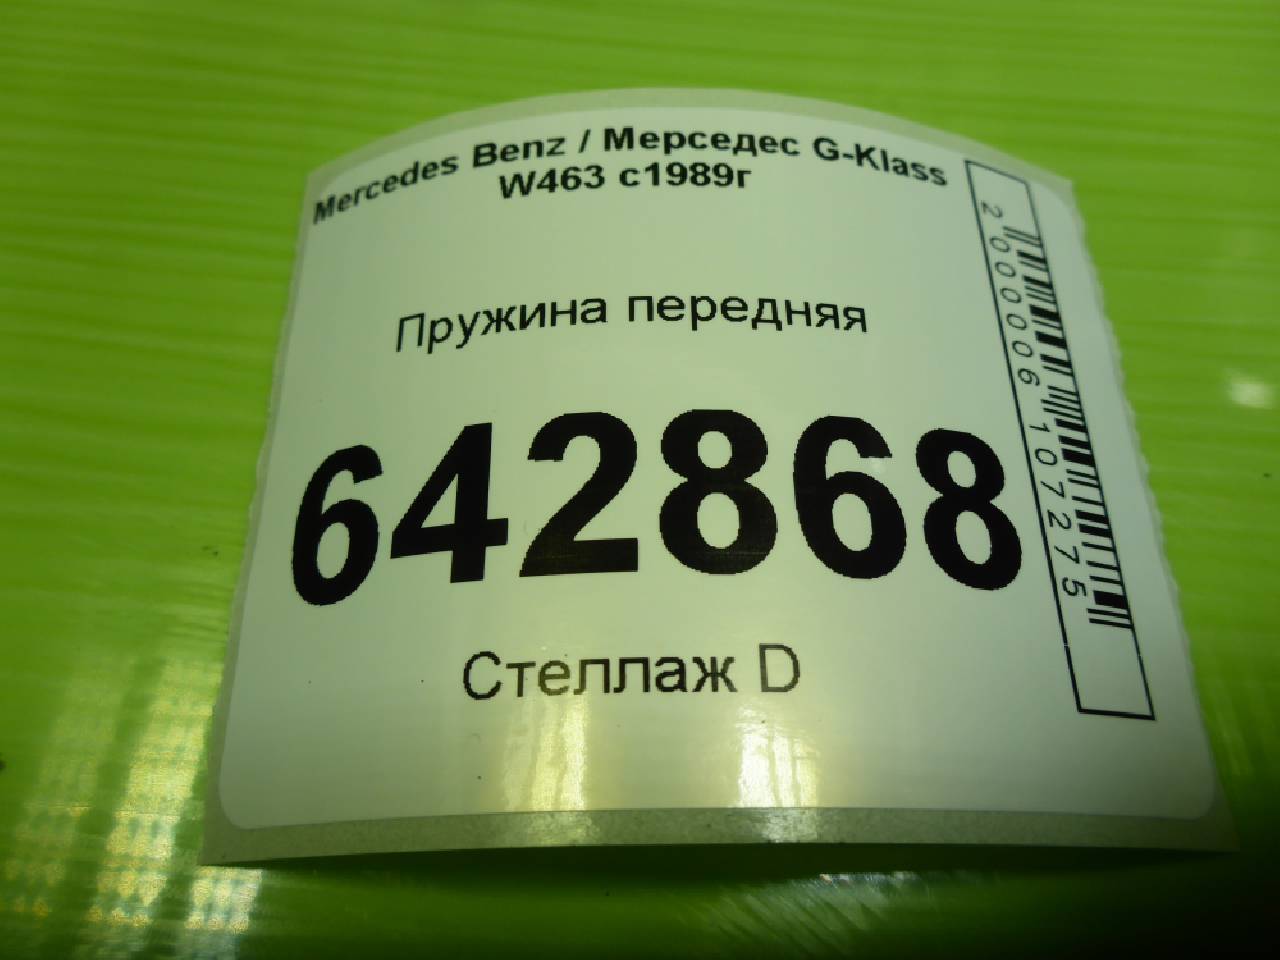 Mercedes Benz / Мерседес G-Klass
W463 с1989г
Пружина передняя
642868
Стеллаж D
2000006107275